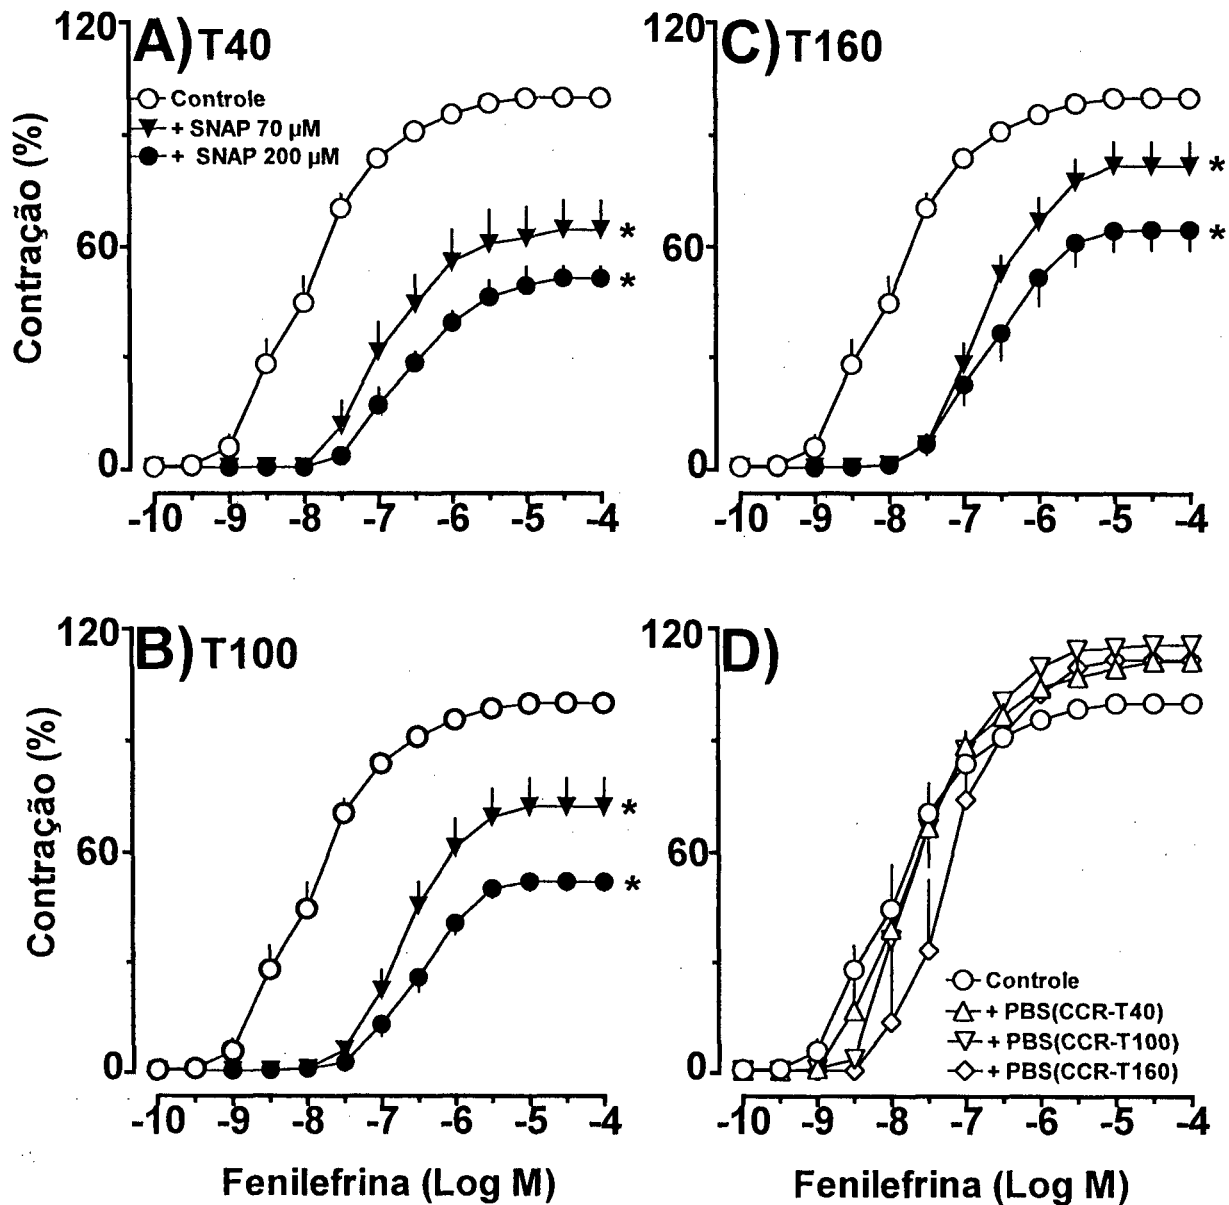 A) T40
120
60
0
Contração (%)
Controle
+ SNAP 70 µM
+ SNAP 200 µM
*
*
-10 -9 -8 -7 -6 -5 -4
C) T160
120
60
0
*
*
-10 -9 -8 -7 -6 -5 -4
B) T100
120
60
0
Contração (%)
*
*
-10 -9 -8 -7 -6 -5 -4
Fenilefrina (Log M)
D)
120
60
0
Controle
+ PBS(CCR-T40)
+ PBS(CCR-T100)
+ PBS(CCR-T160)
-10 -9 -8 -7 -6 -5 -4
Fenilefrina (Log M)